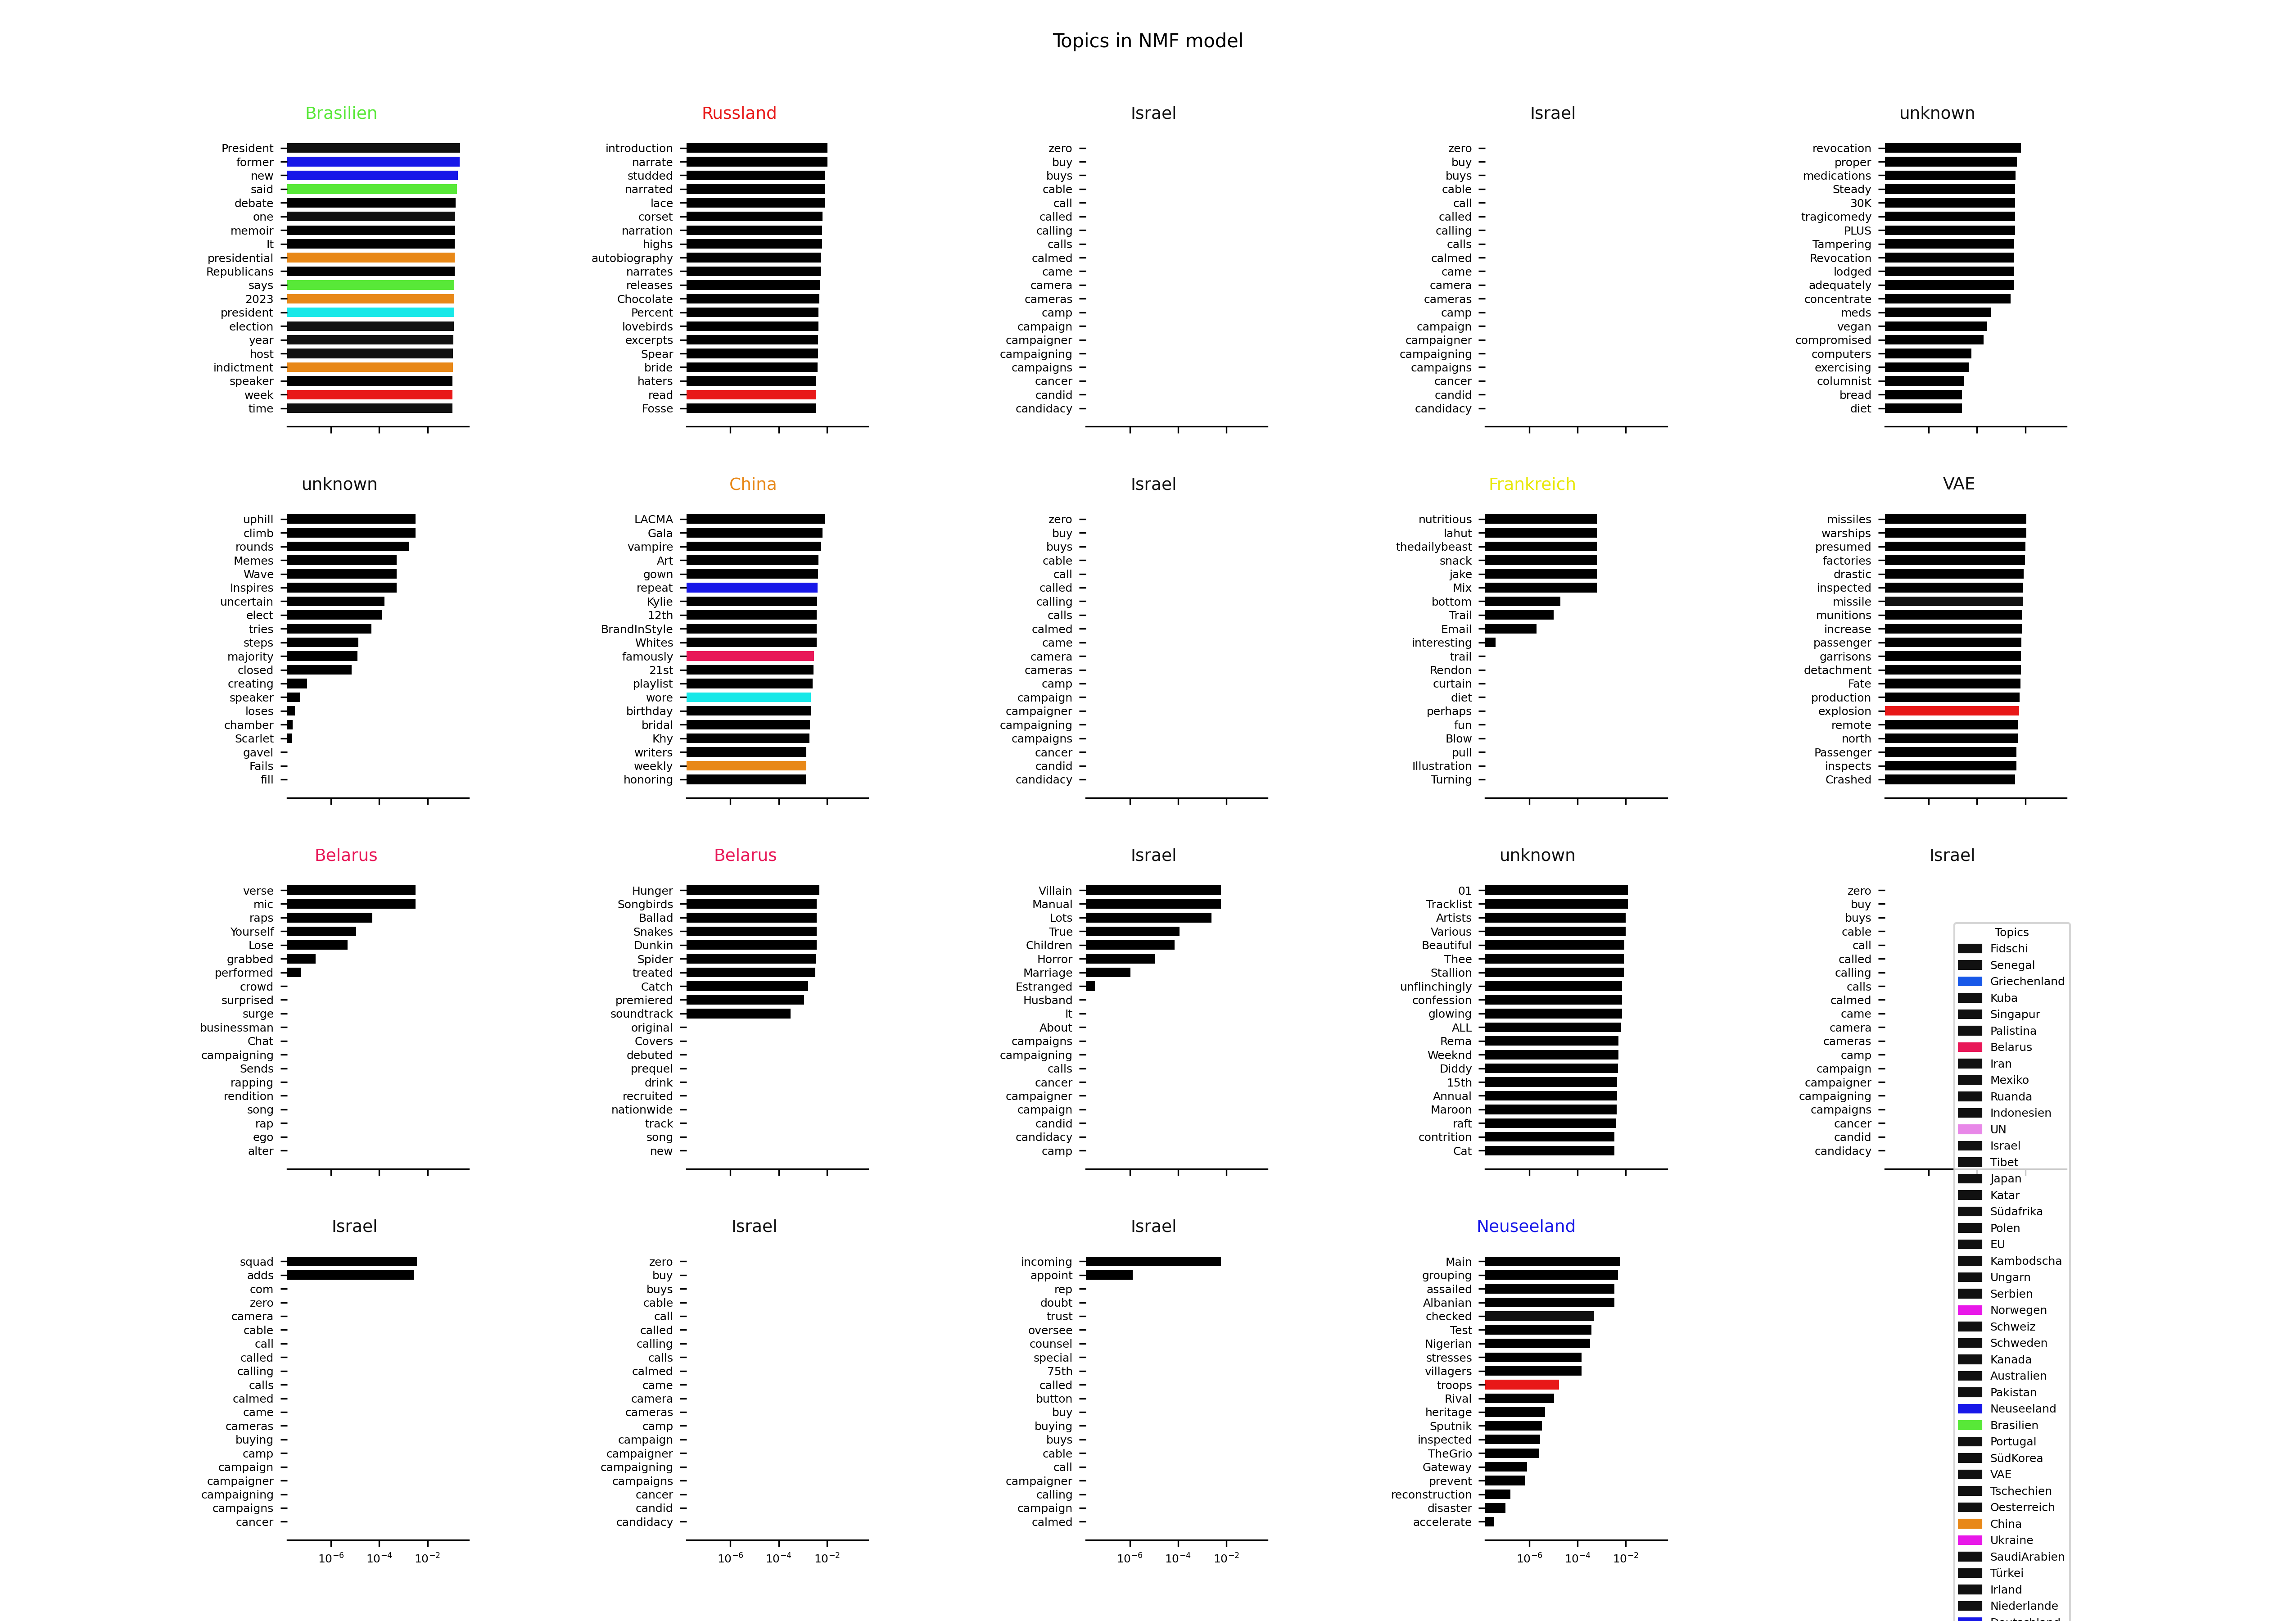 Topics in NMF model
Brasilien
President
former
new
said
debate
one
memoir
It
presidential
Republicans
says
2023
president
election
year
host
indictment
speaker
week
time
Russland
introduction
narrate
studded
narrated
lace
corset
narration
highs
autobiography
narrates
releases
Chocolate
Percent
lovebirds
excerpts
Spear
bride
haters
read
Fosse
Israel
zero
buy
buys
cable
call
called
calling
calls
calmed
came
camera
cameras
camp
campaign
campaigner
campaigning
campaigns
cancer
candid
candidacy
Israel
zero
buy
buys
cable
call
called
calling
calls
calmed
came
camera
cameras
camp
campaign
campaigner
campaigning
campaigns
cancer
candid
candidacy
unknown
revocation
proper
medications
Steady
30K
tragicomedy
PLUS
Tampering
Revocation
lodged
adequately
concentrate
meds
vegan
compromised
computers
exercising
columnist
bread
diet
unknown
uphill
climb
rounds
Memes
Wave
Inspires
uncertain
elect
tries
steps
majority
closed
creating
speaker
loses
chamber
Scarlet
gavel
Fails
fill
China
LACMA
Gala
vampire
Art
gown
repeat
Kylie
12th
BrandInStyle
Whites
famously
21st
playlist
wore
birthday
bridal
Khy
writers
weekly
honoring
Israel
zero
buy
buys
cable
call
called
calling
calls
calmed
came
camera
cameras
camp
campaign
campaigner
campaigning
campaigns
cancer
candid
candidacy
Frankreich
nutritious
lahut
thedailybeast
snack
jake
Mix
bottom
Trail
Email
interesting
trail
Rendon
curtain
diet
perhaps
fun
Blow
pull
Illustration
Turning
VAE
missiles
warships
presumed
factories
drastic
inspected
missile
munitions
increase
passenger
garrisons
detachment
Fate
production
explosion
remote
north
Passenger
inspects
Crashed
Belarus
verse
mic
raps
Yourself
Lose
grabbed
performed
crowd
surprised
surge
businessman
Chat
campaigning
Sends
rapping
rendition
song
rap
ego
alter
Belarus
Hunger
Songbirds
Ballad
Snakes
Dunkin
Spider
treated
Catch
premiered
soundtrack
original
Covers
debuted
prequel
drink
recruited
nationwide
track
song
new
Israel
Villain
Manual
Lots
True
Children
Horror
Marriage
Estranged
Husband
It
About
campaigns
campaigning
calls
cancer
campaigner
campaign
candid
candidacy
camp
unknown
01
Tracklist
Artists
Various
Beautiful
Thee
Stallion
unflinchingly
confession
glowing
ALL
Rema
Weeknd
Diddy
15th
Annual
Maroon
raft
contrition
Cat
Israel
zero
buy
buys
cable
call
called
calling
calls
calmed
came
camera
cameras
camp
campaign
campaigner
campaigning
campaigns
cancer
candid
candidacy
Israel
squad
adds
com
zero
camera
cable
call
called
calling
calls
calmed
came
cameras
buying
camp
campaign
campaigner
campaigning
campaigns
cancer
10⁻⁶ 10⁻⁴ 10⁻²
Israel
zero
buy
buys
cable
call
called
calling
calls
calmed
came
camera
cameras
camp
campaign
campaigner
campaigning
campaigns
cancer
candid
candidacy
10⁻⁶ 10⁻⁴ 10⁻²
Israel
incoming
appoint
rep
doubt
trust
oversee
counsel
special
75th
called
button
buy
buying
buys
cable
call
campaigner
calling
campaign
calmed
10⁻⁶ 10⁻⁴ 10⁻²
Neuseeland
Main
grouping
assailed
Albanian
checked
Test
Nigerian
stresses
villagers
troops
Rival
heritage
Sputnik
inspected
TheGrio
Gateway
prevent
reconstruction
disaster
accelerate
10⁻⁶ 10⁻⁴ 10⁻²
Topics
Fidschi
Senegal
Griechenland
Kuba
Singapur
Palistina
Belarus
Iran
Mexiko
Ruanda
Indonesien
UN
Israel
Tibet
Japan
Katar
Südafrika
Polen
EU
Kambodscha
Ungarn
Serbien
Norwegen
Schweiz
Schweden
Kanada
Australien
Pakistan
Neuseeland
Brasilien
Portugal
SüdKorea
VAE
Tschechien
Oesterreich
China
Ukraine
SaudiArabien
Türkei
Irland
Niederlande